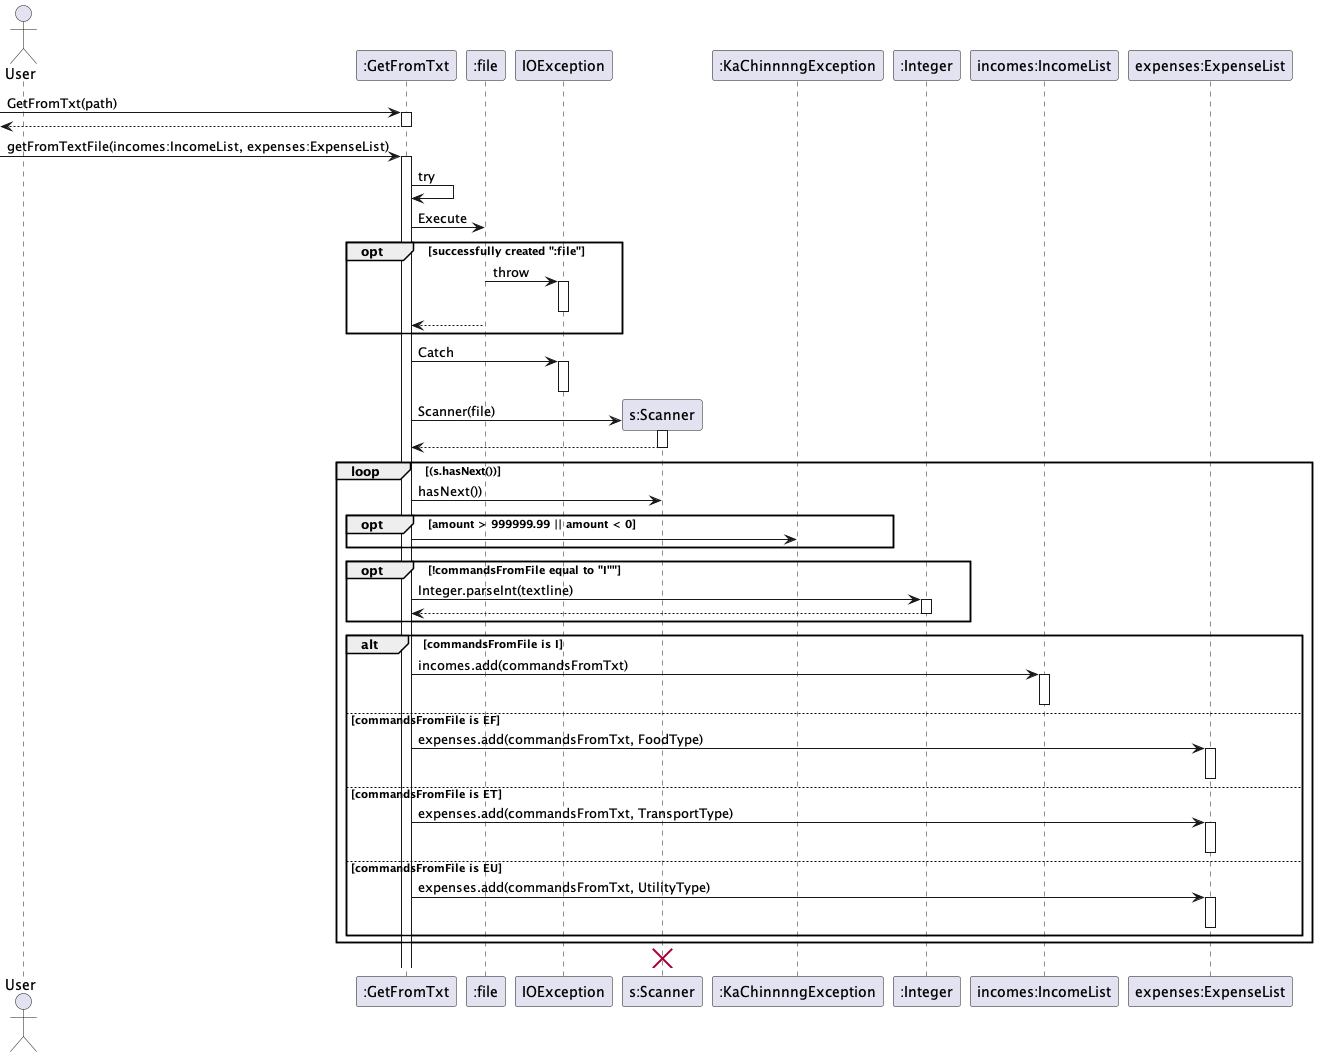 User
:GetFromTxt
:file
IOException
:KaChinnnngException
:Integer
incomes:IncomeList
expenses:ExpenseList
GetFromTxt(path)
getFromTextFile(incomes:IncomeList, expenses:ExpenseList)
try
Execute
opt
[successfully created ":file"]
throw
Catch
Scanner(file)
s:Scanner
loop
[(s.hasNext())]
hasNext())
opt
[amount > 999999.99 || amount < 0]
opt
[!commandsFromFile equal to "I""]
Integer.parseInt(textline)
alt
[commandsFromFile is I]
incomes.add(commandsFromTxt)
[commandsFromFile is EF]
expenses.add(commandsFromTxt, FoodType)
[commandsFromFile is ET]
expenses.add(commandsFromTxt, TransportType)
[commandsFromFile is EU]
expenses.add(commandsFromTxt, UtilityType)
User
:GetFromTxt
:file
IOException
s:Scanner
:KaChinnnngException
:Integer
incomes:IncomeList
expenses:ExpenseList